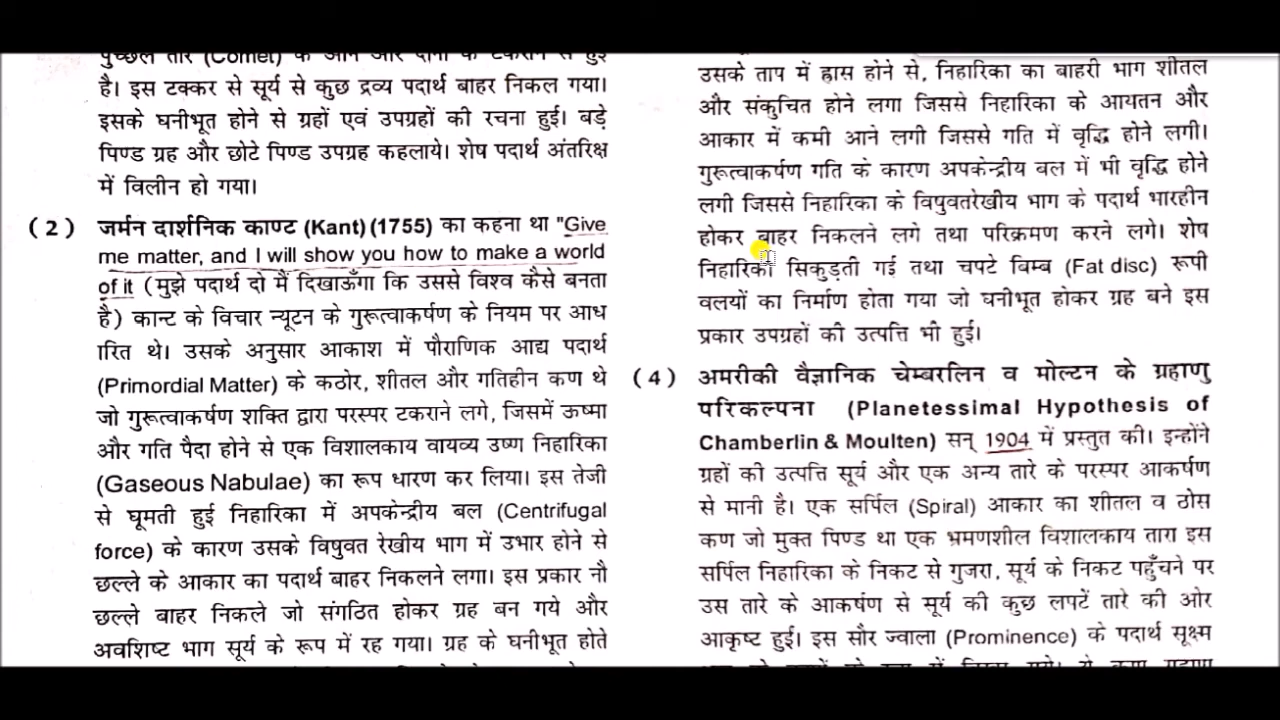 पुच्छल तारे (Comet) के आने और दोनों के टकराने से हुई
है। इस टक्कर से सूर्य से कुछ द्रव्य पदार्थ बाहर निकल गया।
इसके घनीभूत होने से ग्रहों एवं उपग्रहों की रचना हुई। बड़े
पिण्ड ग्रह और छोटे पिण्ड उपग्रह कहलाये। शेष पदार्थ अंतरिक्ष
में विलीन हो गया।
(2) जर्मन दार्शनिक काण्ट (Kant) (1755) का कहना था "Give
me matter, and I will show you how to make a world
of it (मुझे पदार्थ दो मैं दिखाऊँगा कि उससे विश्व कैसे बनता
है) कान्ट के विचार न्यूटन के गुरूत्वाकर्षण के नियम पर आध
ारित थे। उसके अनुसार आकाश में पौराणिक आद्य पदार्थ
(Primordial Matter) के कठोर, शीतल और गतिहीन कण थे
जो गुरूत्वाकर्षण शक्ति द्वारा परस्पर टकराने लगे, जिसमें ऊष्मा
और गति पैदा होने से एक विशालकाय वायव्य उष्ण निहारिका
(Gaseous Nabulae) का रूप धारण कर लिया। इस तेजी
से घूमती हुई निहारिका में अपकेन्द्रीय बल (Centrifugal
force) के कारण उसके विषुवत रेखीय भाग में उभार होने से
छल्ले के आकार का पदार्थ बाहर निकलने लगा। इस प्रकार नौ
छल्ले बाहर निकले जो संगठित होकर ग्रह बन गये और
अवशिष्ट भाग सूर्य के रूप में रह गया। ग्रह के घनीभूत होते
उसके ताप में ह्रास होने से, निहारिका का बाहरी भाग शीतल
और संकुचित होने लगा जिससे निहारिका के आयतन और
आकार में कमी आने लगी जिससे गति में वृद्धि होने लगी।
गुरूत्वाकर्षण गति के कारण अपकेन्द्रीय बल में भी वृद्धि होने
लगी जिससे निहारिका के विषुवतरेखीय भाग के पदार्थ भारहीन
होकर बाहर निकलने लगे तथा परिक्रमण करने लगे। शेष
निहारिका सिकुड़ती गई तथा चपटे बिम्ब (Fat disc) रूपी
वलयों का निर्माण होता गया जो घनीभूत होकर ग्रह बने इस
प्रकार उपग्रहों की उत्पत्ति भी हुई।
(4) अमरीकी वैज्ञानिक चेम्बरलिन व मोल्टन के ग्रहाणु
परिकल्पना (Planetessimal Hypothesis of
Chamberlin & Moulten) सन् 1904 में प्रस्तुत की। इन्होंने
ग्रहों की उत्पत्ति सूर्य और एक अन्य तारे के परस्पर आकर्षण
से मानी है। एक सर्पिल (Spiral) आकार का शीतल व ठोस
कण जो मुक्त पिण्ड था एक भ्रमणशील विशालकाय तारा इस
सर्पिल निहारिका के निकट से गुजरा, सूर्य के निकट पहुँचने पर
उस तारे के आकर्षण से सूर्य की कुछ लपटें तारे की ओर
आकृष्ट हुई। इस सौर ज्वाला (Prominence) के पदार्थ सूक्ष्म